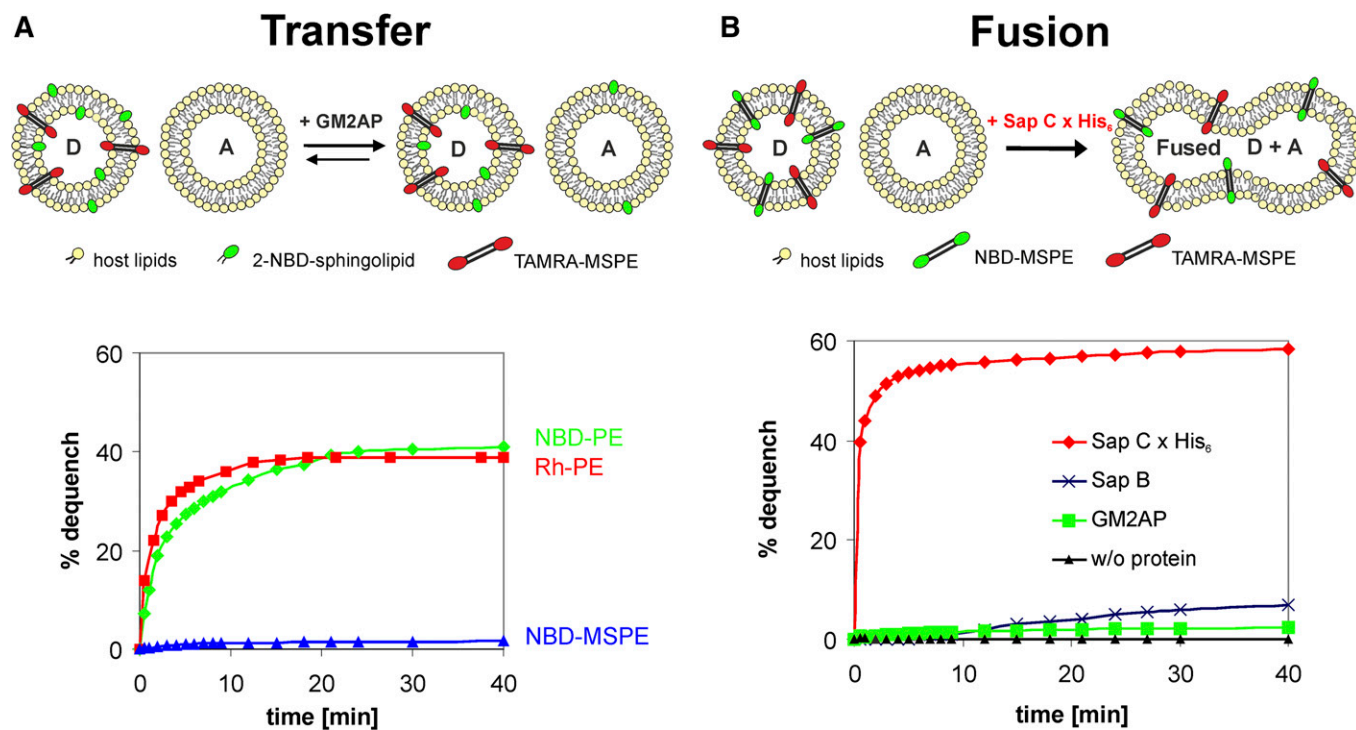 A
Transfer
D
A
+ GM2AP
D
A
host lipids
2-NBD-sphingolipid
TAMRA-MSPE
60
40
20
0
% dequench
NBD-PE
Rh-PE
NBD-MSPE
0
10
20
30
40
time [min]
B
Fusion
D
A
+ Sap C x His₆
Fused D + A
host lipids
NBD-MSPE
TAMRA-MSPE
60
40
20
0
% dequench
Sap C x His₆
Sap B
GM2AP
w/o protein
0
10
20
30
40
time [min]